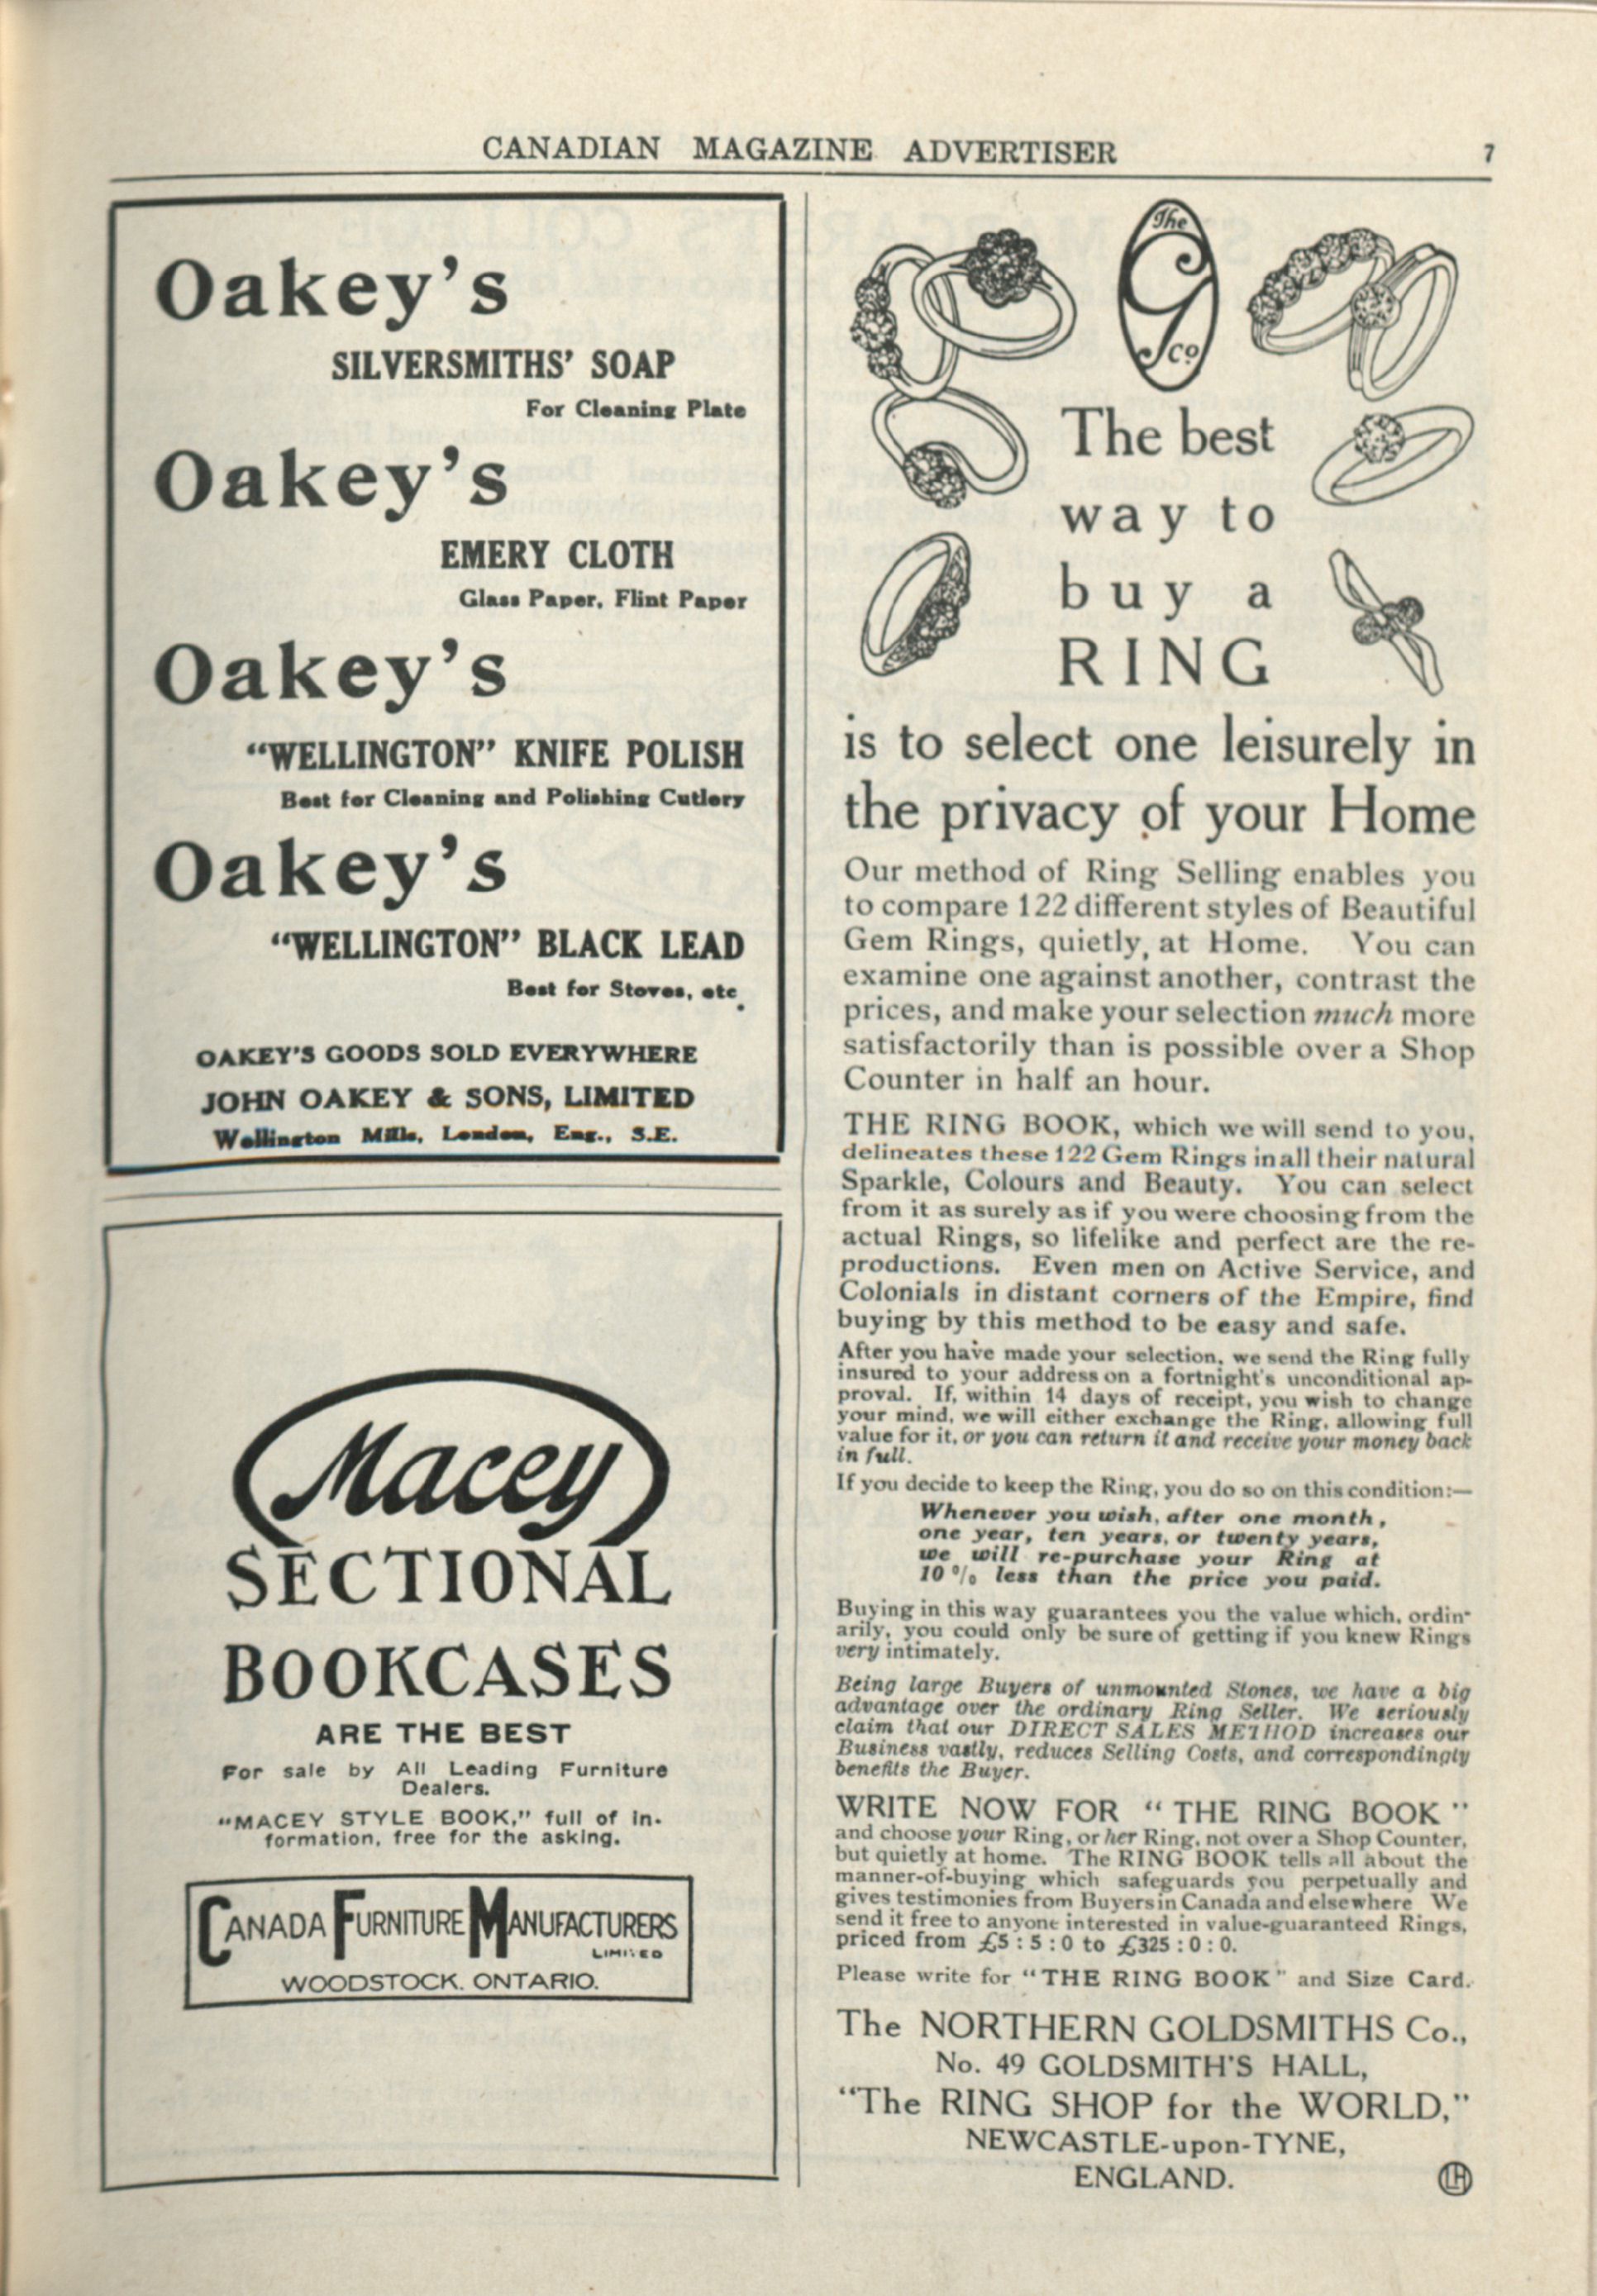 CANADIAN MAGAZINE ADVERTISER 7
Oakey's
SILVERSMITHS' SOAP
For Cleaning Plate
Oakey's
EMERY CLOTH
Glass Paper, Flint Paper
Oakey's
"WELLINGTON" KNIFE POLISH
Best for Cleaning and Polishing Cutlery
Oakey's
"WELLINGTON" BLACK LEAD
Best for Stoves, etc.
OAKEY'S GOODS SOLD EVERYWHERE
JOHN OAKEY & SONS, LIMITED
Wellington Mills, London, Eng., S.E.
Macey
SECTIONAL
BOOKCASES
ARE THE BEST
For sale by All Leading Furniture
Dealers.
"MACEY STYLE BOOK," full of in-
formation, free for the asking.
CANADA FURNITURE MANUFACTURERS
LIMITED
WOODSTOCK. ONTARIO.
The
G
Co
The best
way to
buy a
RING
is to select one leisurely in
the privacy of your Home
Our method of Ring Selling enables you
to compare 122 different styles of Beautiful
Gem Rings, quietly, at Home. You can
examine one against another, contrast the
prices, and make your selection much more
satisfactorily than is possible over a Shop
Counter in half an hour.
THE RING BOOK, which we will send to you,
delineates these 122 Gem Rings in all their natural
Sparkle, Colours and Beauty. You can select
from it as surely as if you were choosing from the
actual Rings, so lifelike and perfect are the re-
productions. Even men on Active Service, and
Colonials in distant corners of the Empire, find
buying by this method to be easy and safe.
After you have made your selection, we send the Ring fully
insured to your address on a fortnight's unconditional ap-
proval. If, within 14 days of receipt, you wish to change
your mind, we will either exchange the Ring, allowing full
value for it, or you can return it and receive your money back
in full.
If you decide to keep the Ring, you do so on this condition:—
Whenever you wish, after one month,
one year, ten years, or twenty years,
we will re-purchase your Ring at
10% less than the price you paid.
Buying in this way guarantees you the value which, ordin-
arily, you could only be sure of getting if you knew Rings
very intimately.
Being large Buyers of unmounted Stones, we have a big
advantage over the ordinary Ring Seller. We seriously
claim that our DIRECT SALES METHOD increases our
Business vastly, reduces Selling Costs, and correspondingly
benefits the Buyer.
WRITE NOW FOR "THE RING BOOK"
and choose your Ring, or her Ring, not over a Shop Counter,
but quietly at home. The RING BOOK tells all about the
manner-of-buying which safeguards you perpetually and
gives testimonies from Buyers in Canada and elsewhere We
send it free to anyone interested in value-guaranteed Rings,
priced from £5 : 5 : 0 to £325 : 0 : 0.
Please write for "THE RING BOOK" and Size Card.
The NORTHERN GOLDSMITHS Co.,
No. 49 GOLDSMITH'S HALL,
"The RING SHOP for the WORLD,"
NEWCASTLE-upon-TYNE,
ENGLAND.
LH